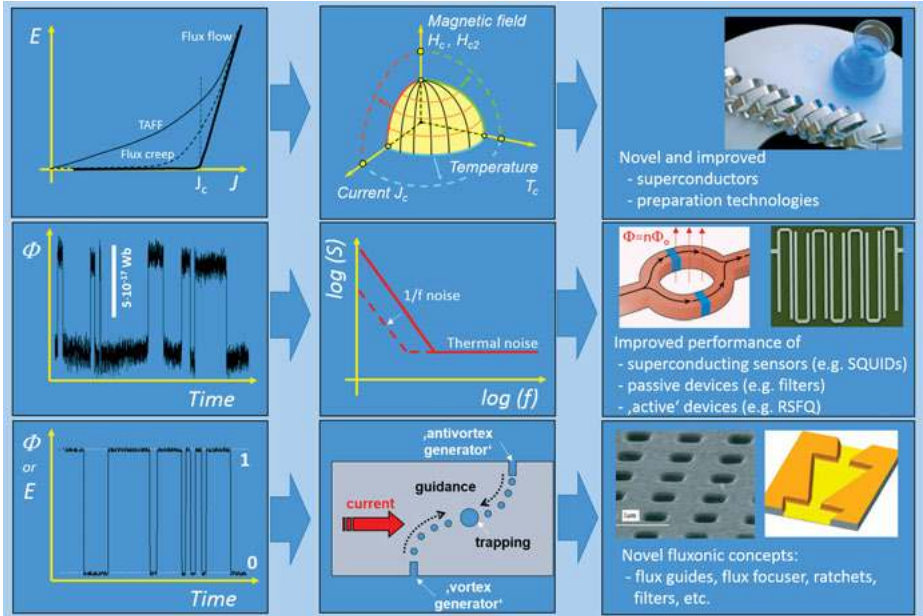 E
Flux flow
TAFF
Flux creep
Jc
J
Magnetic field
Hc , Hc2
Temperature
Tc
Current Jc
Novel and improved
- superconductors
- preparation technologies
Φ
5·10⁻¹⁷ Wb
Time
log (S)
1/f noise
Thermal noise
log (f)
Φ=nΦo
Improved performance of
- superconducting sensors (e.g. SQUIDs)
- passive devices (e.g. filters)
- ‚active‘ devices (e.g. RSFQ)
Φ
or
E
1
0
Time
‚antivortex
generator‘
guidance
current
trapping
‚vortex
generator‘
Novel fluxonic concepts:
- flux guides, flux focuser, ratchets,
filters, etc.